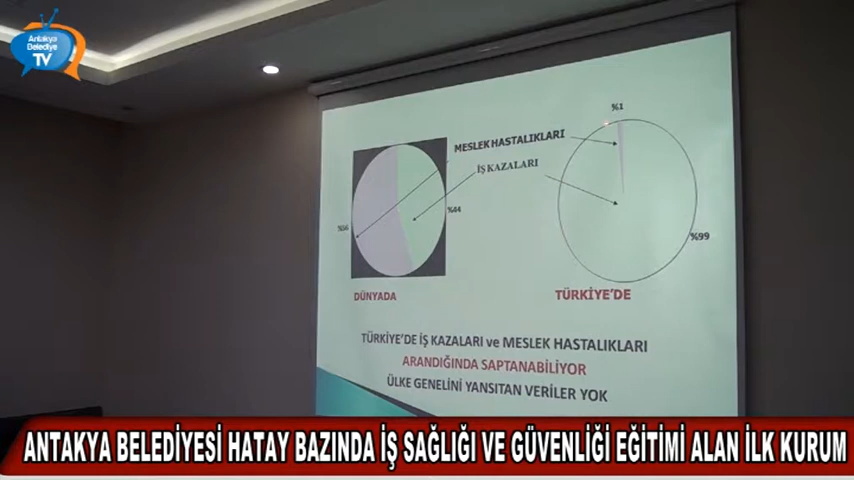 Antakya
Belediye
TV
%1
MESLEK HASTALIKLARI
İŞ KAZALARI
%56
%44
%99
DÜNYADA
TÜRKİYE'DE
TÜRKİYE'DE İŞ KAZALARI ve MESLEK HASTALIKLARI
ARANDIĞINDA SAPTANABİLİYOR
ÜLKE GENELİNİ YANSITAN VERİLER YOK
ANTAKYA BELEDİYESİ HATAY BAZINDA İŞ SAĞLIĞI VE GÜVENLİĞİ EĞİTİMİ ALAN İLK KURUM